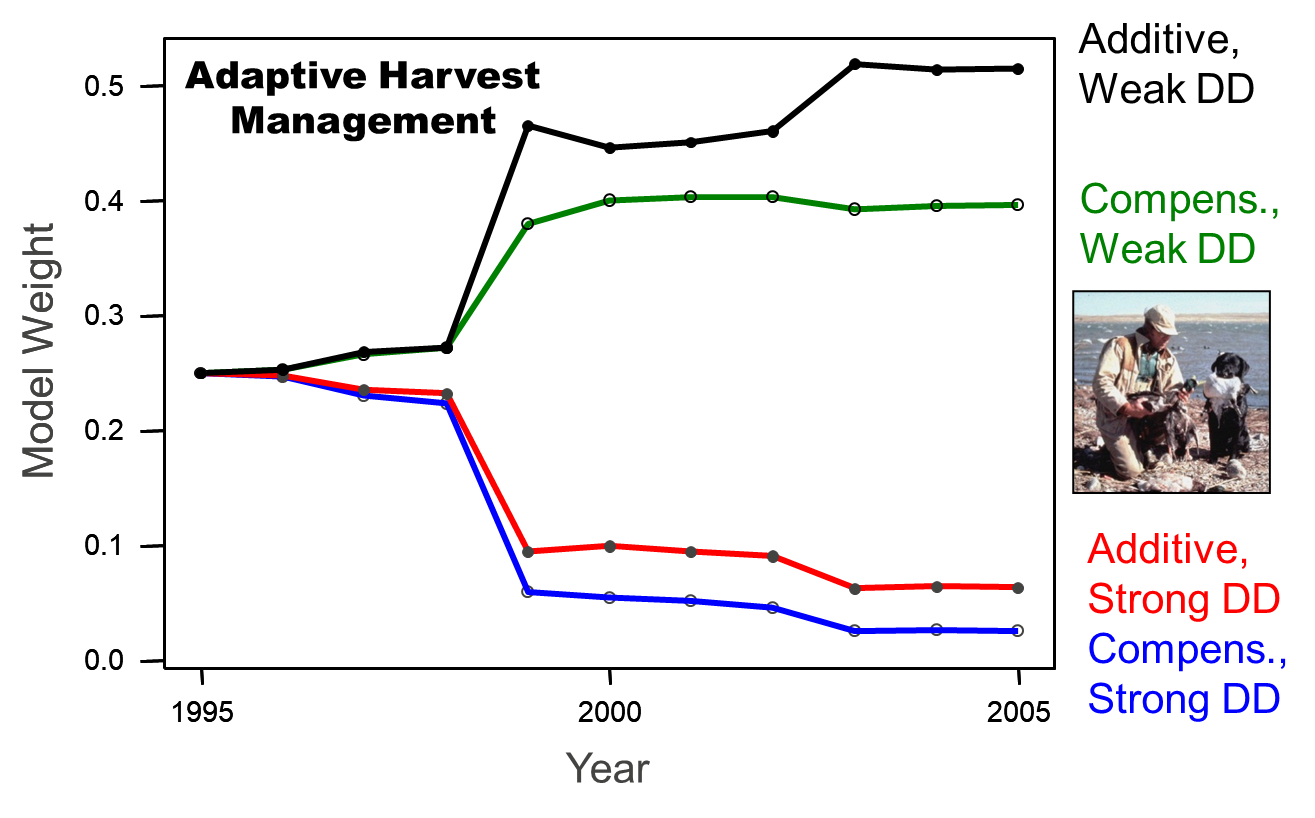 Adaptive Harvest
Management
Additive,
Weak DD
Compens.,
Weak DD
Additive,
Strong DD
Compens.,
Strong DD
Model Weight
0.5
0.4
0.3
0.2
0.1
0.0
1995
2000
2005
Year